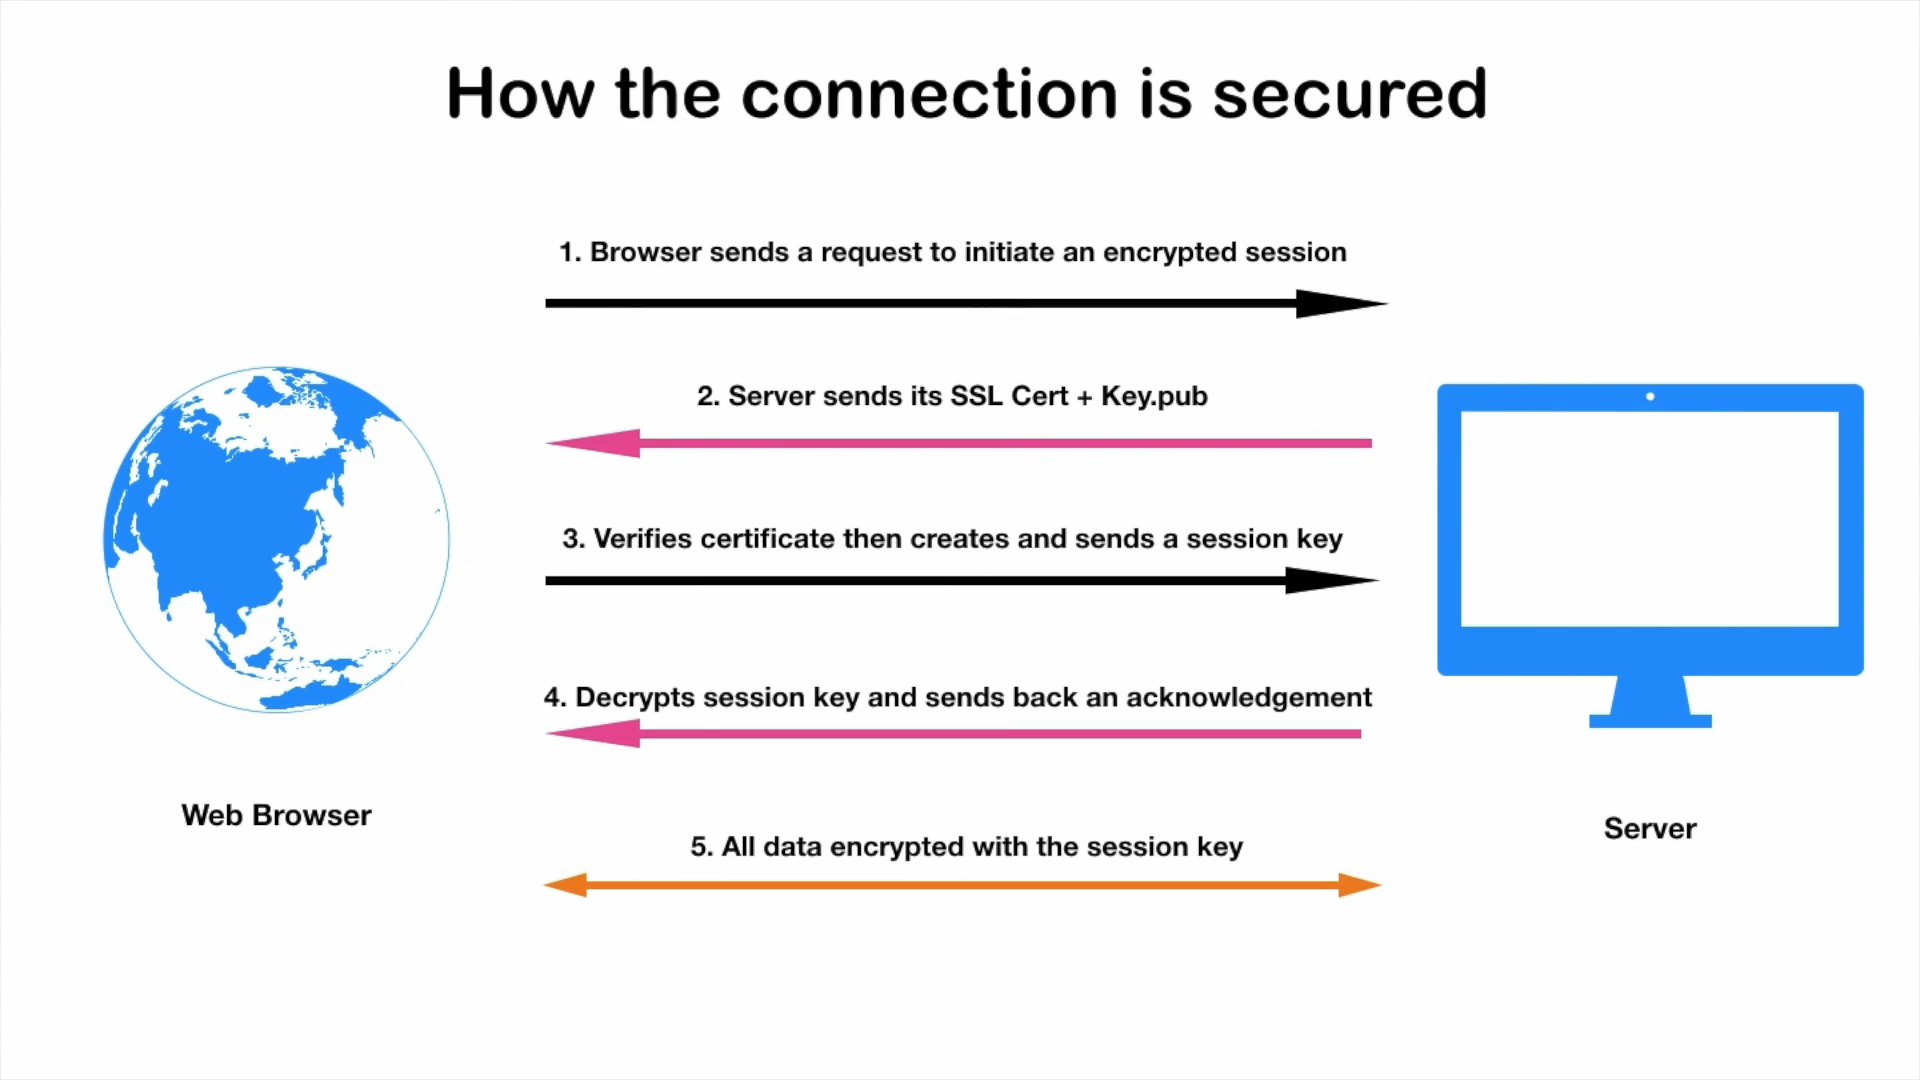 How the connection is secured
1. Browser sends a request to initiate an encrypted session
2. Server sends its SSL Cert + Key.pub
3. Verifies certificate then creates and sends a session key
4. Decrypts session key and sends back an acknowledgement
Web Browser
Server
5. All data encrypted with the session key